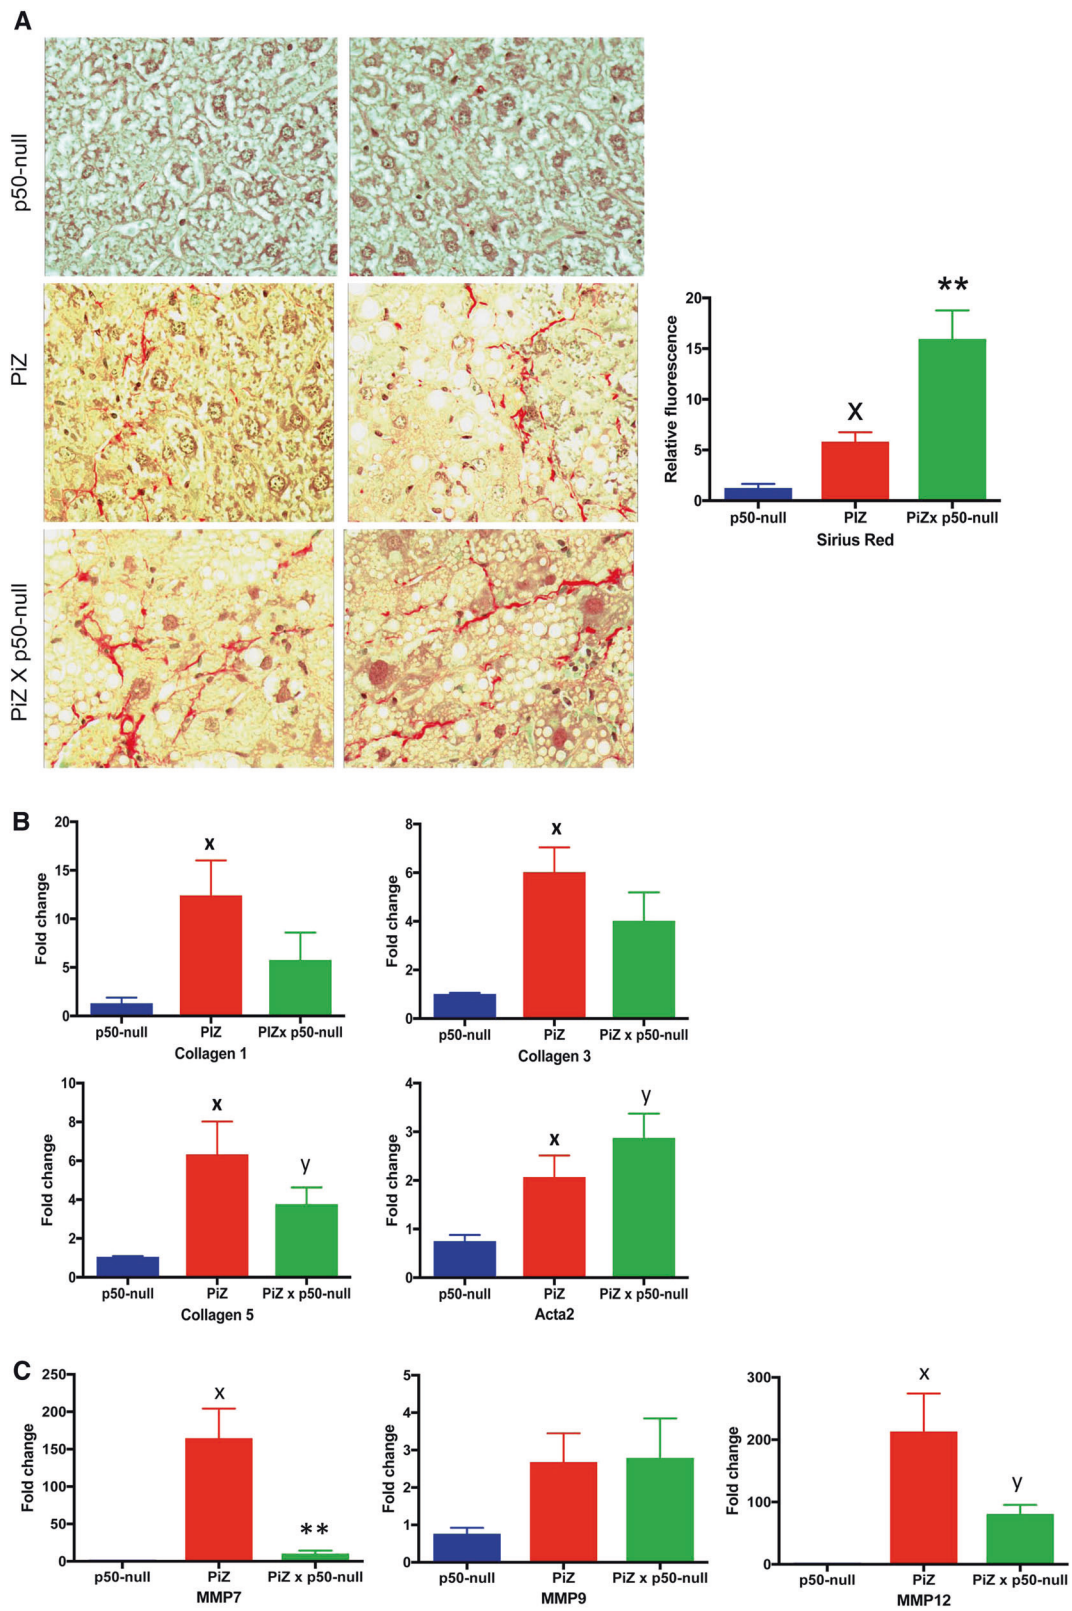 A
p50-null
PiZ
PiZ X p50-null
**
X
Relative fluorescence
20
15
10
5
0
p50-null PIZ PiZx p50-null
Sirius Red
B
x
Fold change
20
15
10
5
0
p50-null PIZ PIZx p50-null
Collagen 1
x
Fold change
8
6
4
2
0
p50-null PiZ PiZ x p50-null
Collagen 3
x
y
Fold change
10
8
6
4
2
0
p50-null PiZ PiZ x p50-null
Collagen 5
x
y
Fold change
4
3
2
1
0
p50-null PiZ PiZ x p50-null
Acta2
C
x
**
Fold change
250
200
150
100
50
0
p50-null PiZ PiZ x p50-null
MMP7
Fold change
5
4
3
2
1
0
p50-null PiZ PiZ x p50-null
MMP9
x
y
Fold change
300
200
100
0
p50-null PiZ PiZ x p50-null
MMP12